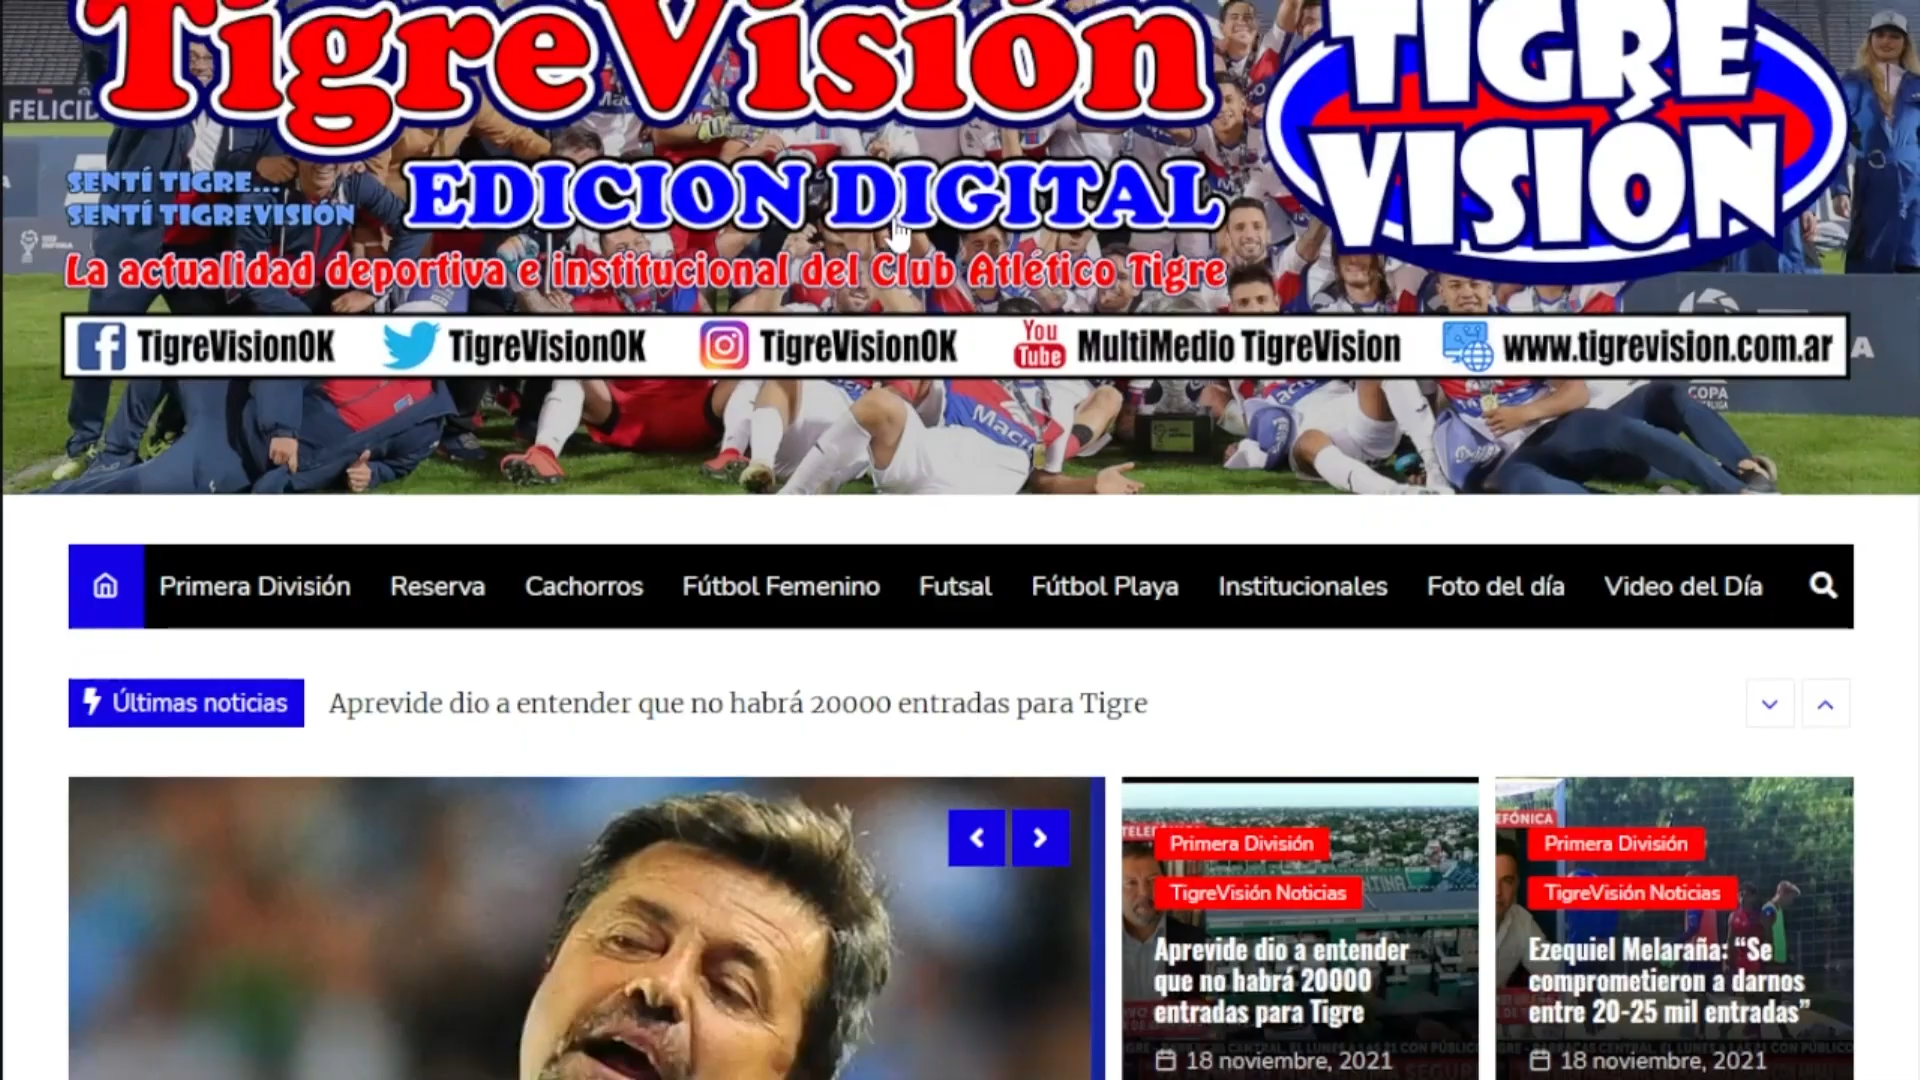 TigreVisión
TIGRE
VISIÓN
FELICID
SENTÍ TIGRE...
SENTÍ TIGREVISIÓN
EDICION DIGITAL
La actualidad deportiva e institucional del Club Atlético Tigre
TigreVisionOK
TigreVisionOK
TigreVisionOK
You
Tube
MultiMedio TigreVision
www.tigrevision.com.ar
Macro
COPA
Primera División
Reserva
Cachorros
Fútbol Femenino
Futsal
Fútbol Playa
Institucionales
Foto del día
Video del Día
Últimas noticias
Aprevide dio a entender que no habrá 20000 entradas para Tigre
Primera División
TigreVisión Noticias
Aprevide dio a entender
que no habrá 20000
entradas para Tigre
18 noviembre, 2021
EFÓNICA
Primera División
TigreVisión Noticias
Ezequiel Melaraña: “Se
comprometieron a darnos
entre 20-25 mil entradas”
18 noviembre, 2021